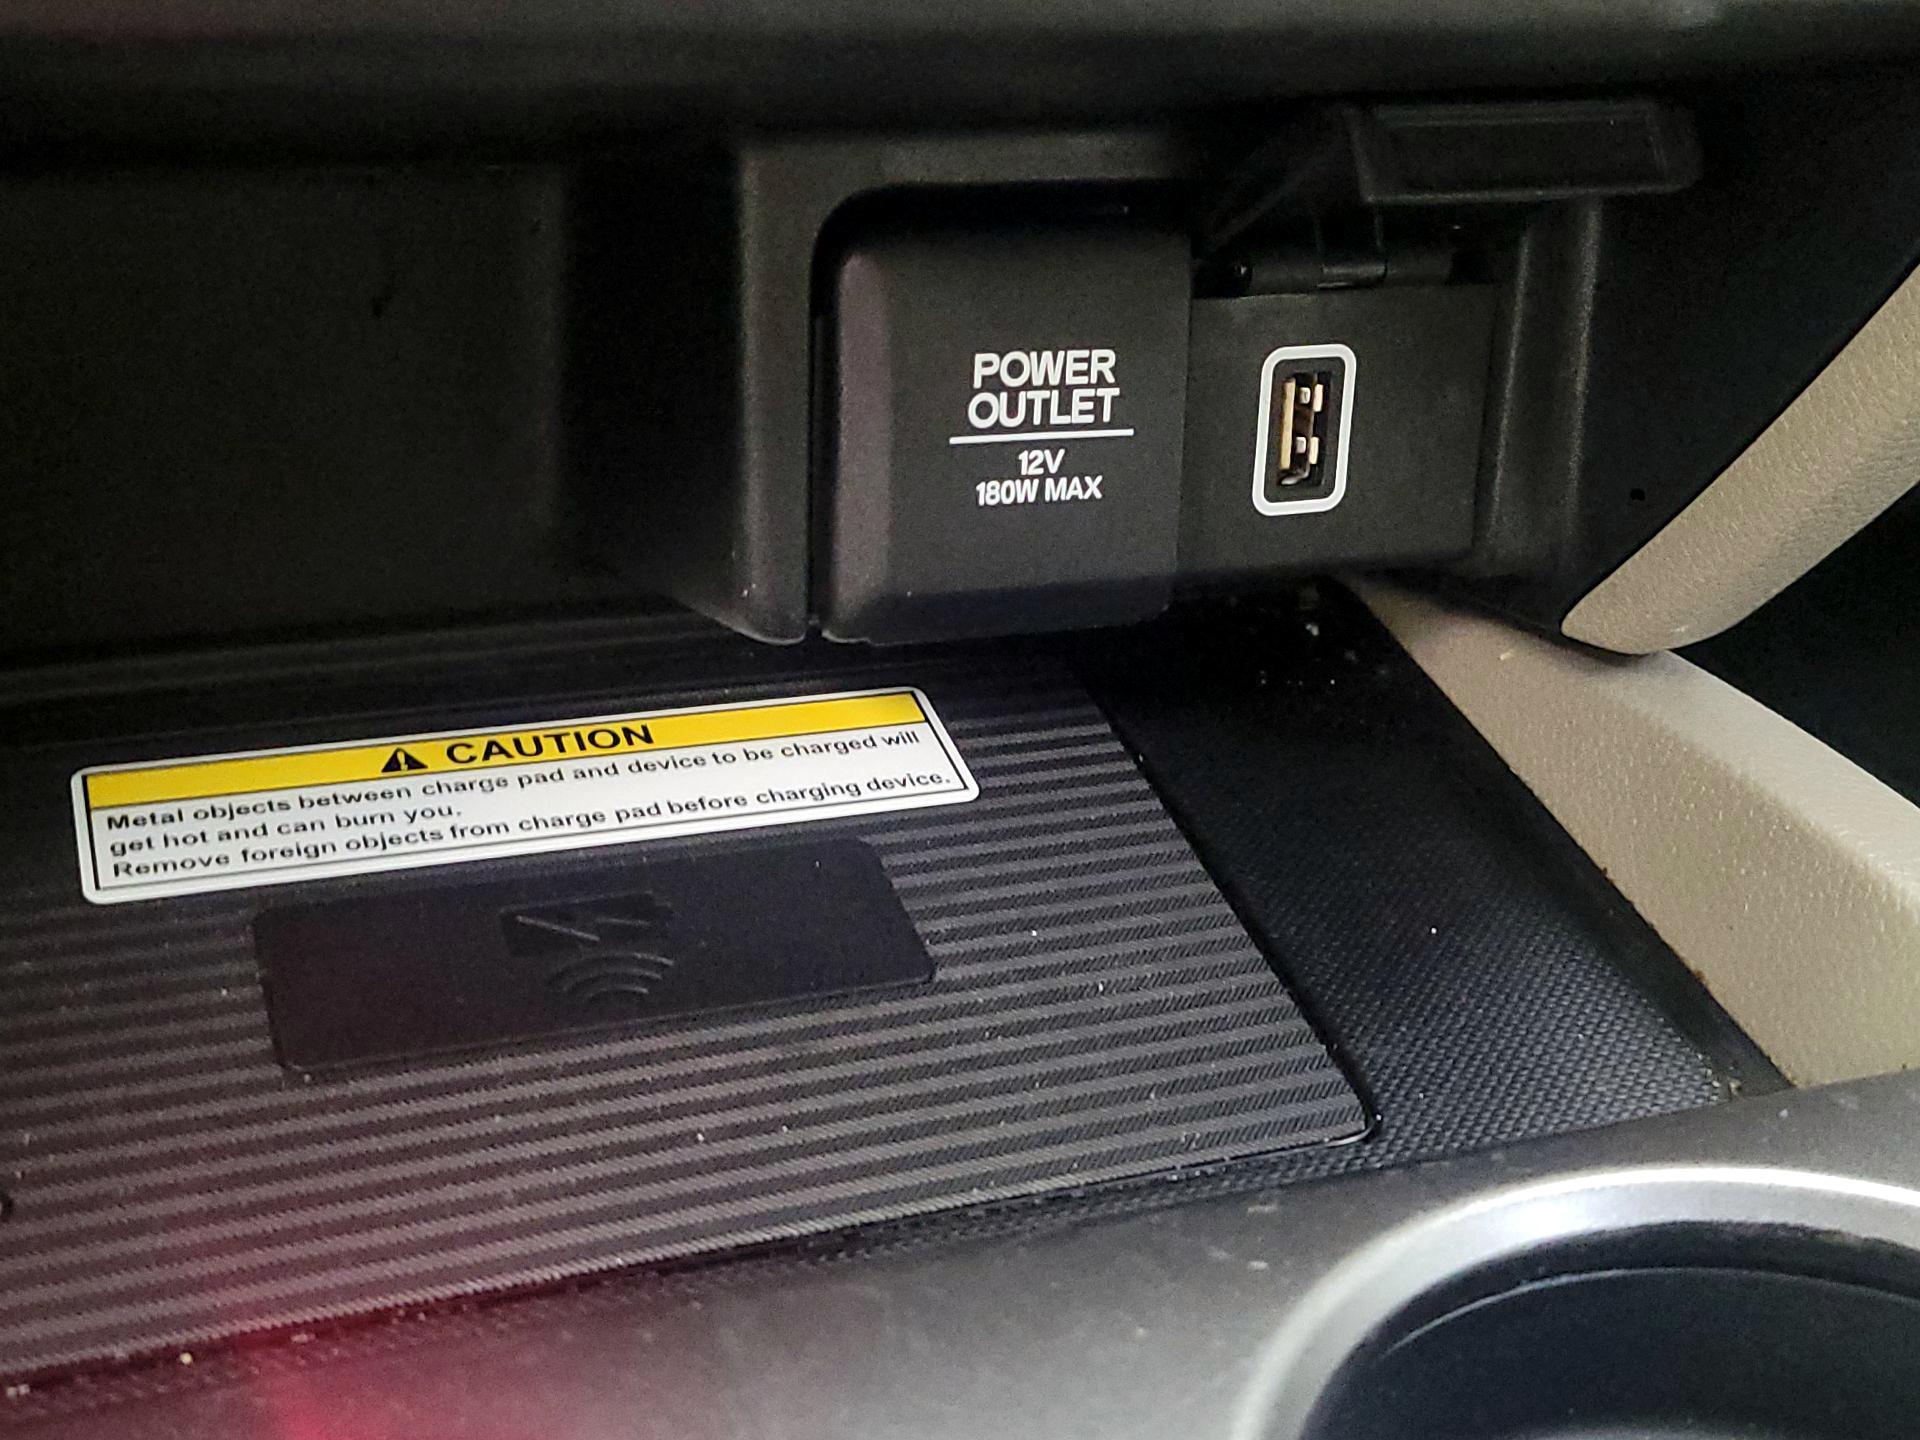 POWER
OUTLET
12V
180W MAX
CAUTION
Metal objects between charge pad and device to be charged will
get hot and can burn you.
Remove foreign objects from charge pad before charging device.